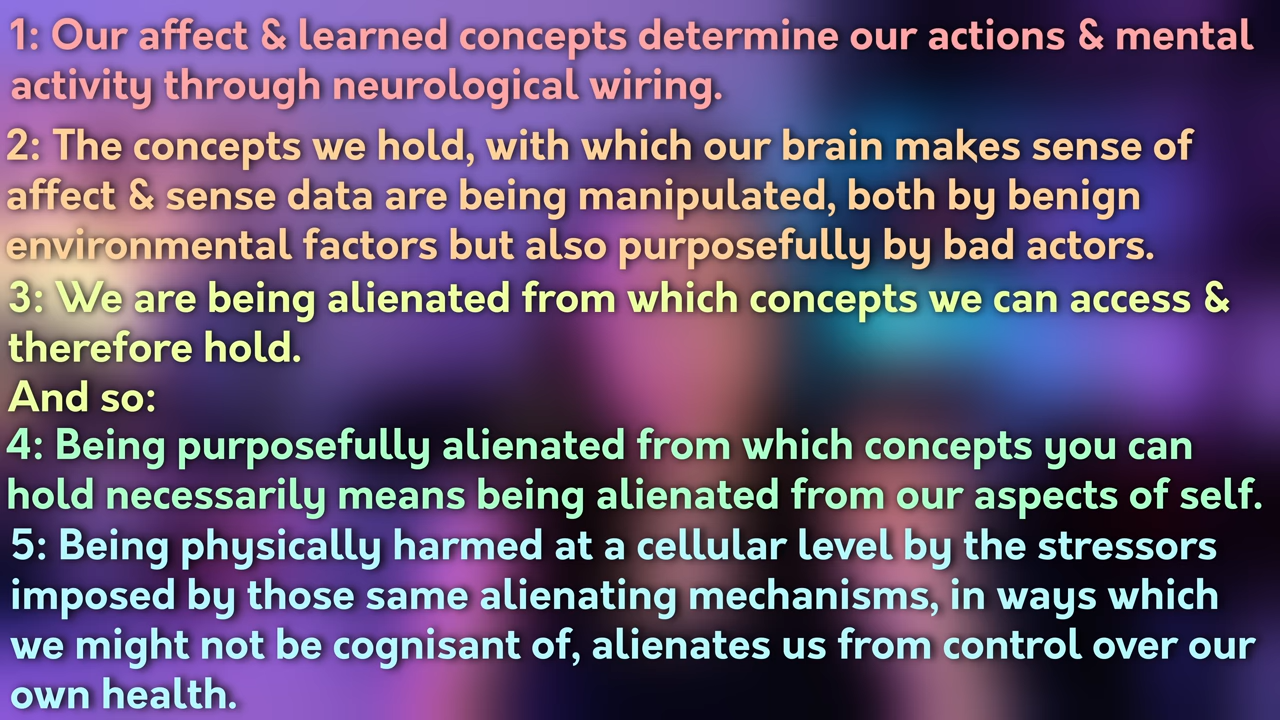 1: Our affect & learned concepts determine our actions & mental
activity through neurological wiring.
2: The concepts we hold, with which our brain makes sense of
affect & sense data are being manipulated, both by benign
environmental factors but also purposefully by bad actors.
3: We are being alienated from which concepts we can access &
therefore hold.
And so:
4: Being purposefully alienated from which concepts you can
hold necessarily means being alienated from our aspects of self.
5: Being physically harmed at a cellular level by the stressors
imposed by those same alienating mechanisms, in ways which
we might not be cognisant of, alienates us from control over our
own health.